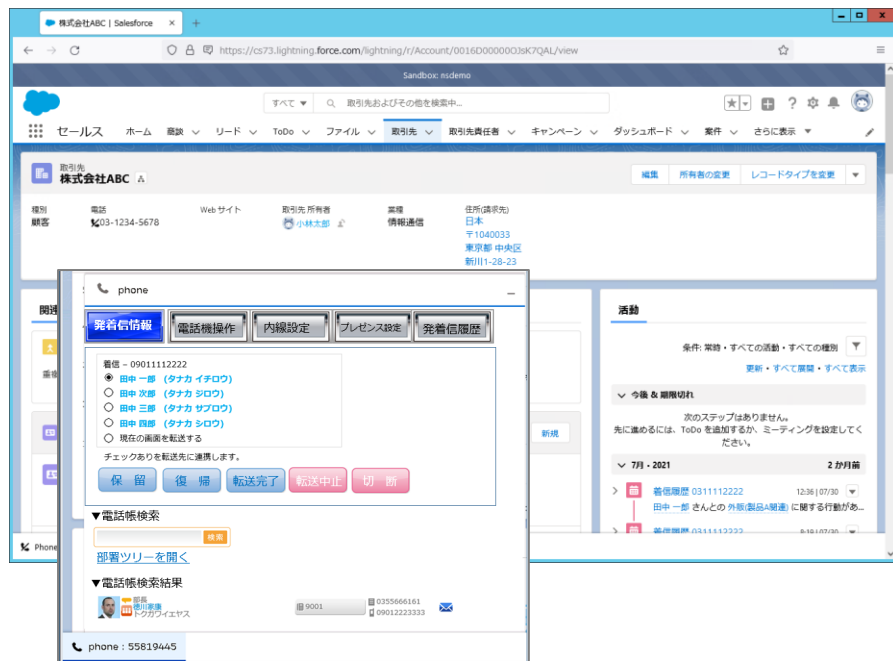 株式会社ABC | Salesforce
https://cs73.lightning.force.com/lightning/r/Account/0016D00000OJsK7QAL/view
Sandbox: nsdemo
すべて
取引先およびその他を検索中...
セールス ホーム 商談 リード ToDo ファイル 取引先 取引先責任者 キャンペーン ダッシュボード 案件 さらに表示
取引先
株式会社ABC
編集 所有者の変更 レコードタイプを変更
種別 電話 Web サイト 取引先 所有者 業種 住所(請求先)
顧客 03-1234-5678 小林太郎 情報通信 日本
〒1040033
東京都 中央区
新川1-28-23
phone
発着信情報 電話機操作 内線設定 プレゼンス設定 発着信履歴
着信 – 09011112222
田中 一郎 (タナカ イチロウ)
田中 次郎 (タナカ ジロウ)
田中 三郎 (タナカ サブロウ)
田中 四郎 (タナカ シロウ)
現在の画面を転送する
チェックありを転送先に連携します。
保 留 復 帰 転送完了 転送中止 切 断
▼電話帳検索
検索
部署ツリーを開く
▼電話帳検索結果
部長
徳川家康
トクガワイエヤス
9001
0355666161
09012223333
phone : 55819445
Phone
新規
活動
条件: 常時・すべての活動・すべての種別
更新・すべて展開・すべて表示
今後 & 期限切れ
次のステップはありません。
先に進めるには、ToDo を追加するか、ミーティングを設定してく
ださい。
7月・2021 2 か月前
着信履歴 0311112222 12:36 | 07/30
田中 一郎 さんとの 外販(製品A関連) に関する行動があ...
着信履歴 0311112222 8:19 | 07/30